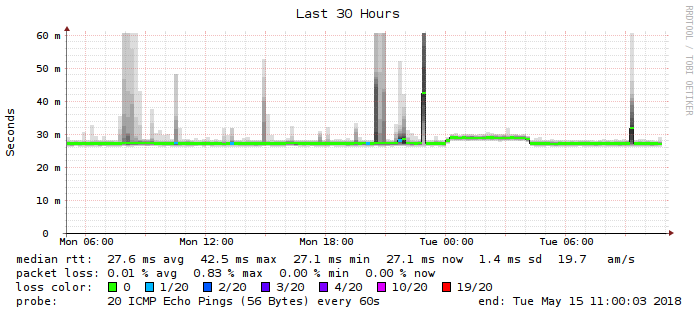 Last 30 Hours
RRDTOOL / TOBI OETIKER
Seconds
60 m
50 m
40 m
30 m
20 m
10 m
0
Mon 06:00 Mon 12:00 Mon 18:00 Tue 00:00 Tue 06:00
median rtt: 27.6 ms avg 42.5 ms max 27.1 ms min 27.1 ms now 1.4 ms sd 19.7 am/s
packet loss: 0.01 % avg 0.83 % max 0.00 % min 0.00 % now
loss color: 0 1/20 2/20 3/20 4/20 10/20 19/20
probe: 20 ICMP Echo Pings (56 Bytes) every 60s end: Tue May 15 11:00:03 2018